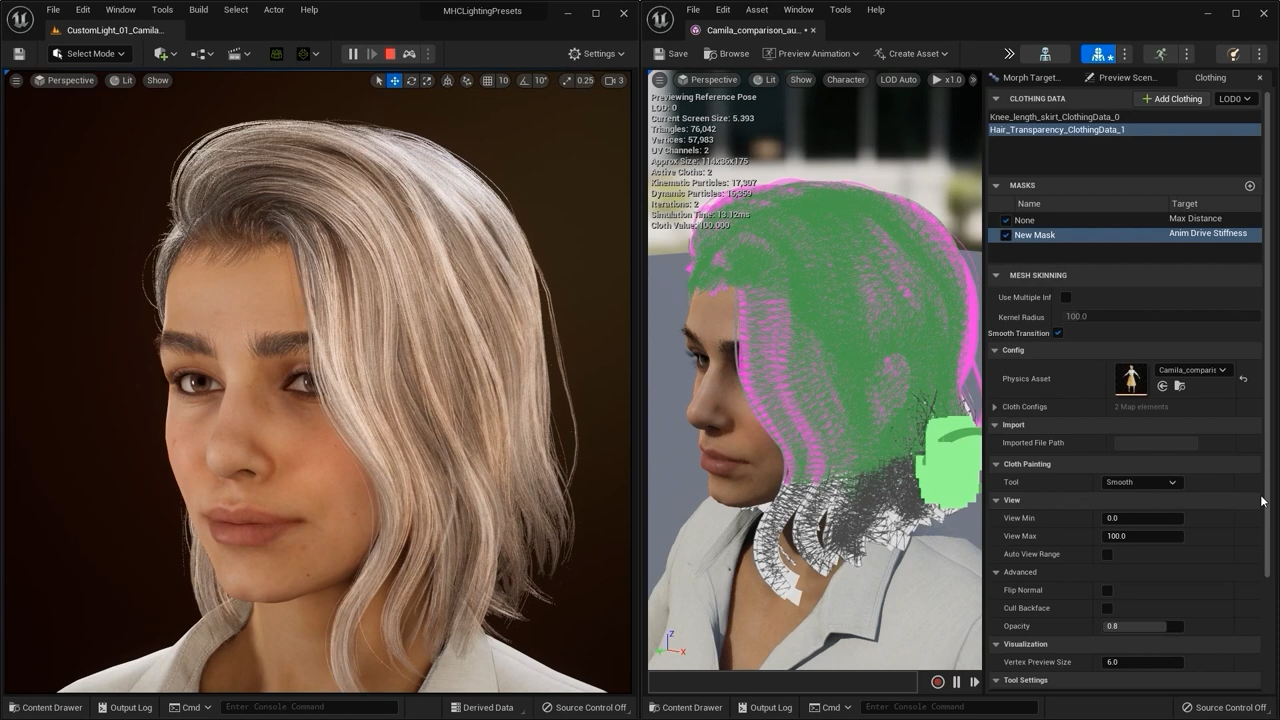 File Edit Window Tools Build Select Actor Help MHCLightingPresets
CustomLight_01_Camila...
Select Mode Settings
Perspective Lit Show 10 10° 1.25 3
Content Drawer Output Log Cmd Enter Console Command Derived Data Source Control Off
File Edit Asset Window Tools Help
Camila_comparison_au... •
Save Browse Preview Animation Create Asset
Perspective Lit Show Character LOD Auto x1.0
Previewing Reference Pose
LOD: 0
Current Screen Size: 5.393
Triangles: 76,042
Vertices: 57,983
UV Channels: 2
Approx Size: 114x36x175
Active Cloths: 2
Kinematic Particles: 17,307
Dynamic Particles: 16,359
Iterations: 2
Simulation Time: 13.12ms
Cloth Value: 100.000
Z
X
Morph Target... Preview Scen... Clothing
CLOTHING DATA Add Clothing LOD0
Knee_length_skirt_ClothingData_0
Hair_Transparency_ClothingData_1
MASKS
Name Target
None Max Distance
New Mask Anim Drive Stiffness
MESH SKINNING
Use Multiple Inf
Kernel Radius 100.0
Smooth Transition
Config
Physics Asset Camila_comparis
Cloth Configs 2 Map elements
Import
Imported File Path
Cloth Painting
Tool Smooth
View
View Min 0.0
View Max 100.0
Auto View Range
Advanced
Flip Normal
Cull Backface
Opacity 0.8
Visualization
Vertex Preview Size 6.0
Tool Settings
Content Drawer Output Log Cmd Enter Console Command Source Control Off